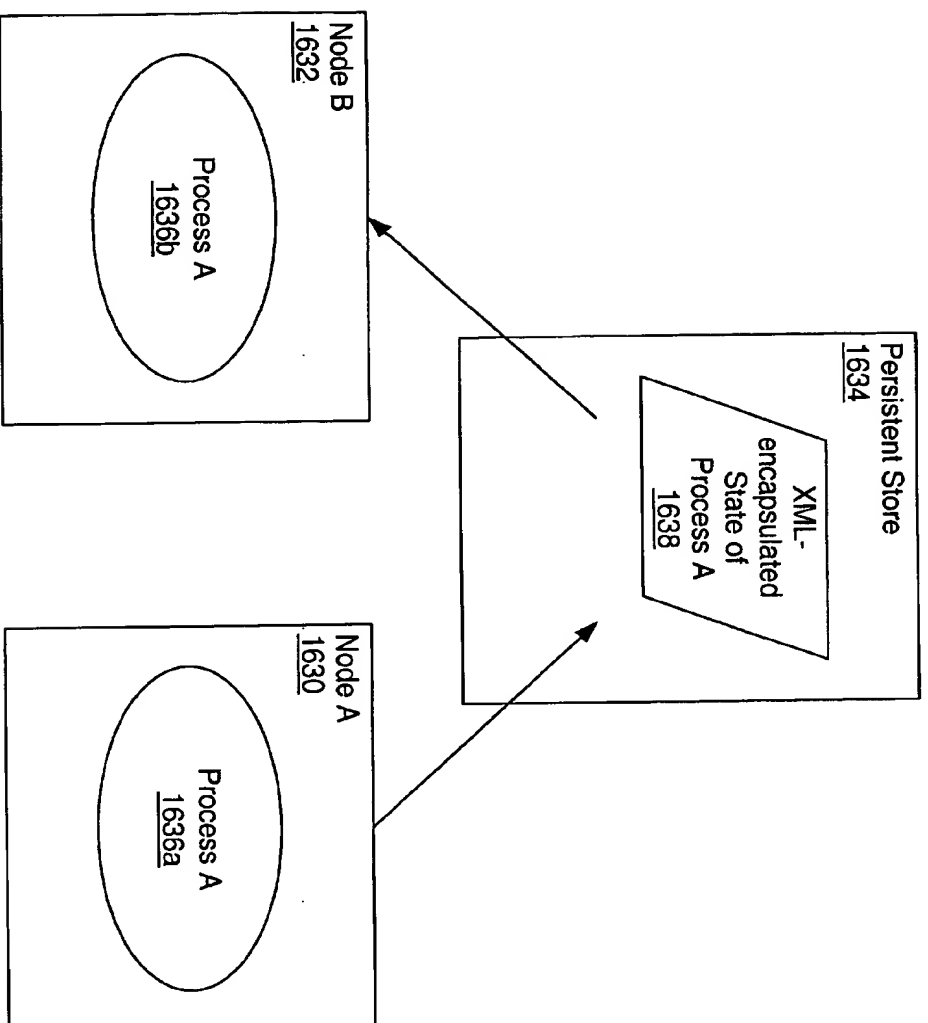 Persistent Store
1634
XML-
encapsulated
State of
Process A
1638
Node B
1632
Process A
1636b
Node A
1630
Process A
1636a